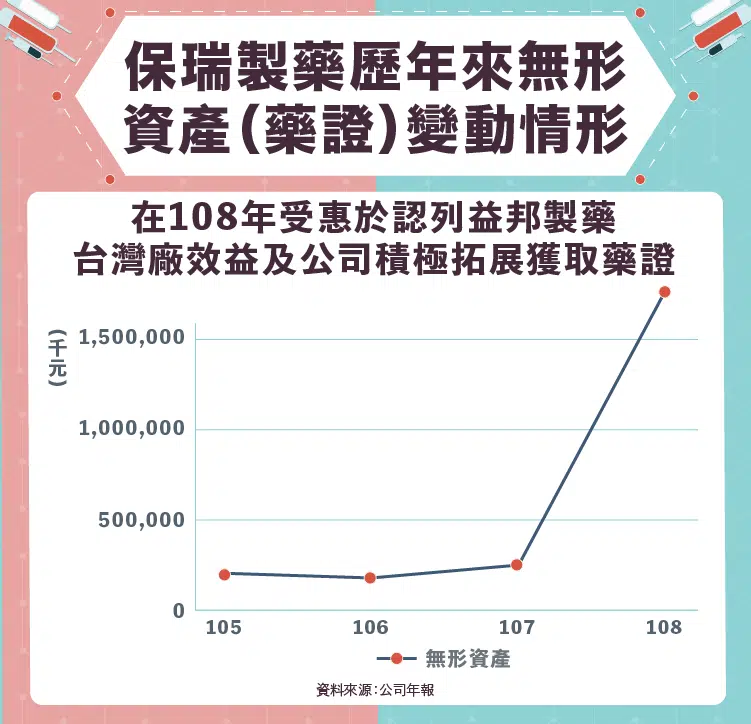 保瑞製藥歷年來無形
資產(藥證)變動情形
在108年受惠於認列益邦製藥
台灣廠效益及公司積極拓展獲取藥證
(千元)
1,500,000
1,000,000
500,000
0
105 106 107 108
無形資產
資料來源:公司年報